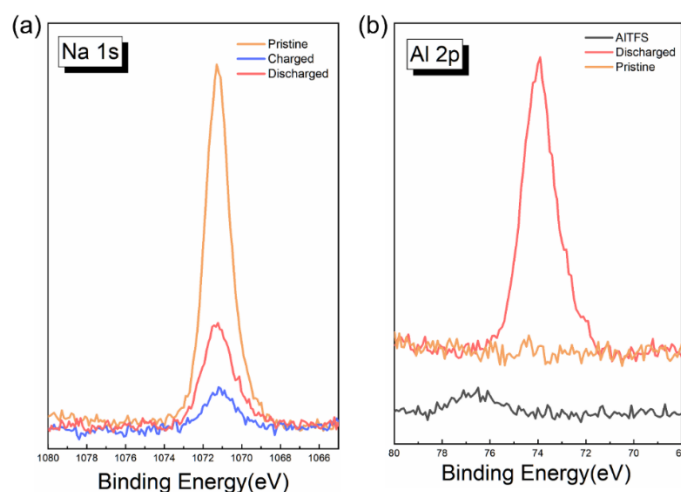 (a)
Na 1s
Pristine
Charged
Discharged
1080 1078 1076 1074 1072 1070 1068 1066
Binding Energy(eV)
(b)
Al 2p
AlTFS
Discharged
Pristine
80 78 76 74 72 70
Binding Energy(eV)